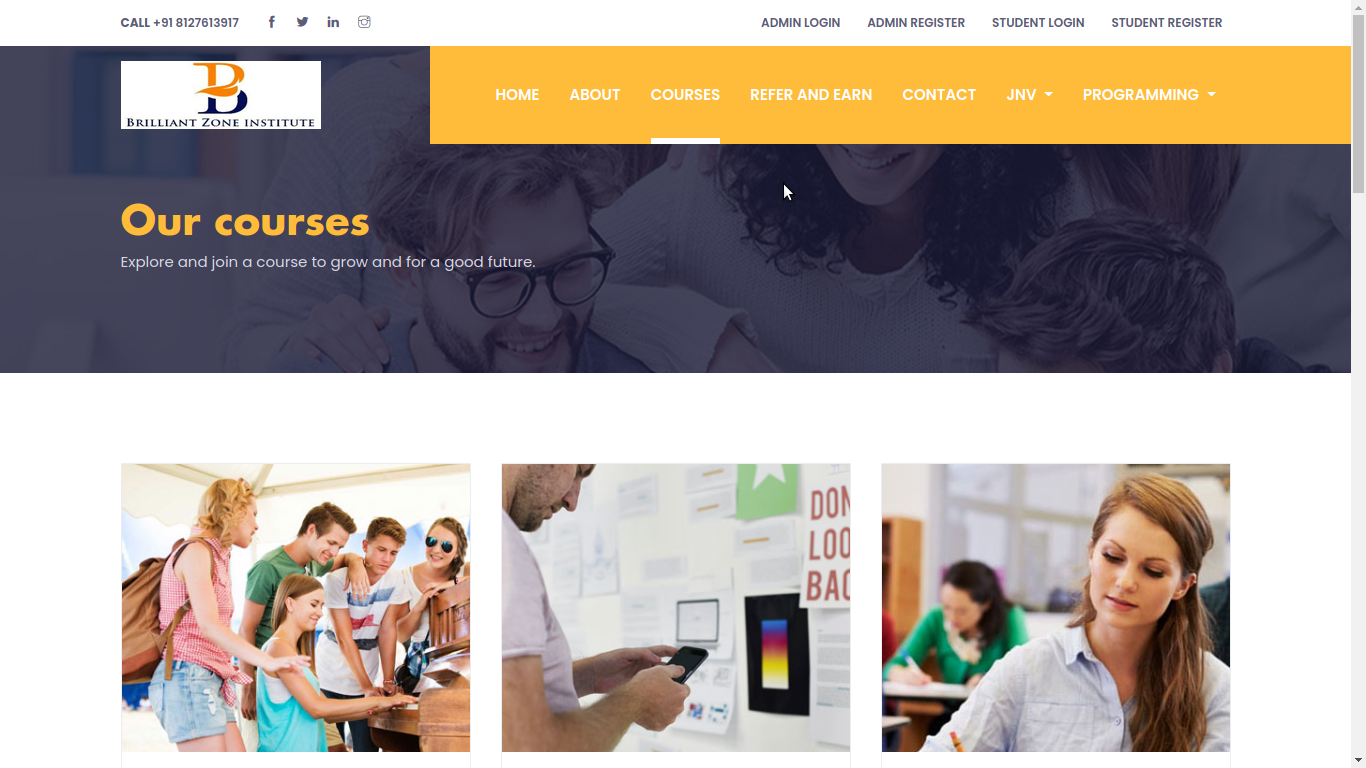 CALL +91 8127613917
ADMIN LOGIN ADMIN REGISTER STUDENT LOGIN STUDENT REGISTER
BRILLIANT ZONE INSTITUTE
HOME ABOUT COURSES REFER AND EARN CONTACT JNV PROGRAMMING
Our courses
Explore and join a course to grow and for a good future.
DON
LOO
BAC